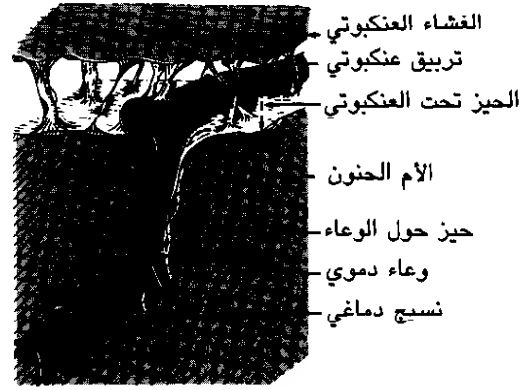 الغشاء العنكبوتي
تربيق عنكبوتي
الحيز تحت العنكبوتي
الأم الحنون
حيز حول الوعاء
وعاء دموي
نسيج دماغي